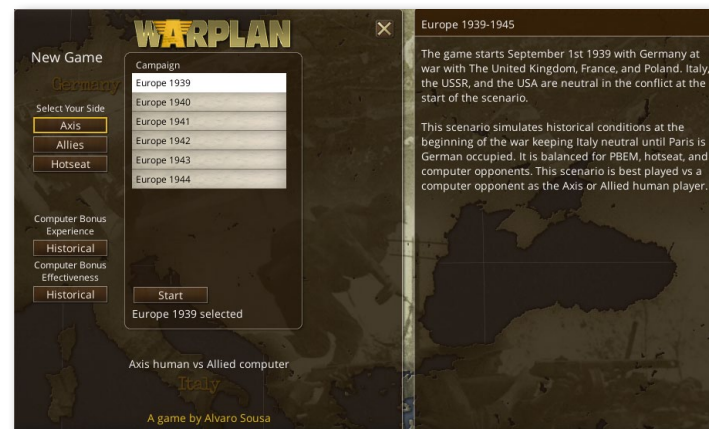 WARPLAN
New Game
Germany
Select Your Side
Axis
Allies
Hotseat
Computer Bonus
Experience
Historical
Computer Bonus
Effectiveness
Historical
Campaign
Europe 1939
Europe 1940
Europe 1941
Europe 1942
Europe 1943
Europe 1944
Start
Europe 1939 selected
Axis human vs Allied computer
Italy
A game by Alvaro Sousa
Europe 1939-1945
The game starts September 1st 1939 with Germany at
war with The United Kingdom, France, and Poland. Italy,
the USSR, and the USA are neutral in the conflict at the
start of the scenario.
This scenario simulates historical conditions at the
beginning of the war keeping Italy neutral until Paris is
German occupied. It is balanced for PBEM, hotseat, and
computer opponents. This scenario is best played vs a
computer opponent as the Axis or Allied human player.